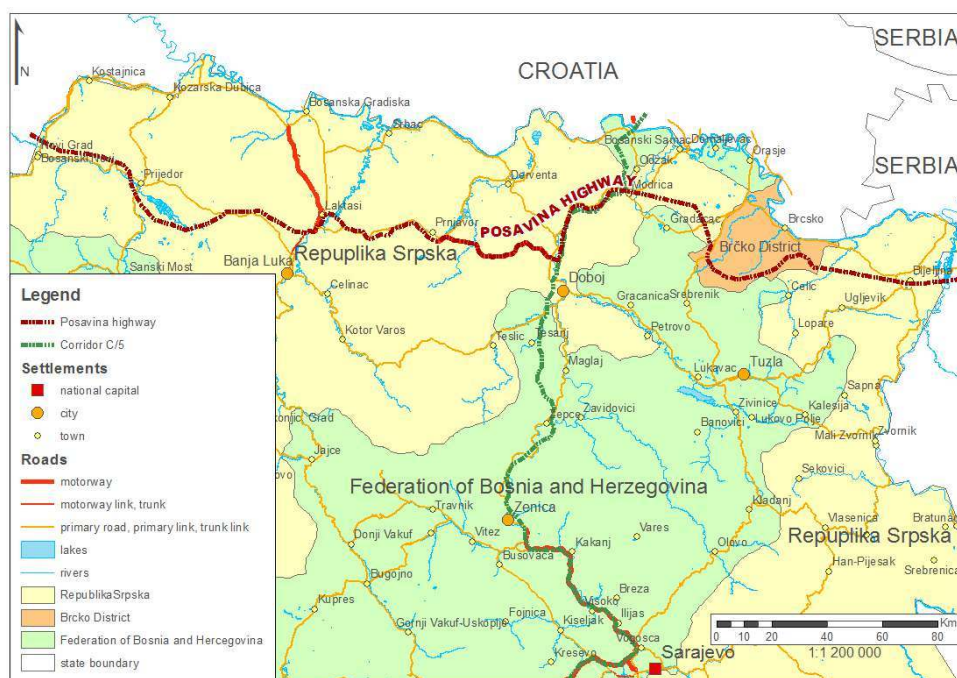 SERBIA
CROATIA
N
Kostajnica
Kozarska Dubica
Bosanska Gradiska
Srbac
SERBIA
Bosanski Samac
Domaljevac
Orasje
Odzak
Novi Grad
Prijedor
Derventa
Modrica
POSAVINA HIGHWAY
Laktasi
Prnjavor
Gradacac
Brcsko
Brčko District
Repuplika Srpska
Sanski Most
Banja Luka
Bijeljina
Celinac
Doboj
Celic
Ugljevik
Gracanica
Srebrenik
Legend
Posavina highway
Corridor C/5
Settlements
national capital
city
town
Roads
motorway
motorway link, trunk
primary road, primary link, trunk link
lakes
rivers
RepublikaSrpska
Brcko District
Federation of Bosnia and Hercegovina
state boundary
Kotor Varos
Teslic
Tesanj
Petrovo
Lopare
Maglaj
Lukavac
Tuzla
Sapna
Zivinice
Kalesija
Lukovo Polje
Zavidovici
Banovici
Mali Zvornik
Zvornik
Jajce
Sekovici
Federation of Bosnia and Herzegovina
Kladanj
Travnik
Zenica
Vlasenica
Bratunac
Donji Vakuf
Vitez
Vares
Repuplika Srpska
Busovaca
Kakanj
Olovo
Han-Pijesak
Srebrenica
Bugojno
Breza
Kupres
Visoko
Fojnica
Ilijas
Gornji Vakuf-Uskoplje
Kiseljak
Vogosca
Kresevo
Sarajevo
Km
0 10 20 40 60 80
1:1 200 000